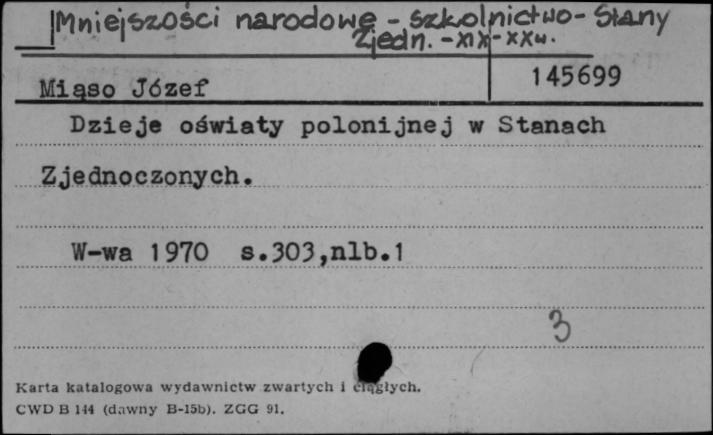 Mniejszości narodowe - szkolnictwo - Stany
Zjedn. - XIX - XX w.
Miąso Józef
145699
Dzieje oświaty polonijnej w Stanach
Zjednoczonych.
W-wa 1970 s.303,nlb.1
3
Karta katalogowa wydawnictw zwartych i ciągłych.
CWD B 144 (dawny B-15b). ZGG 91.